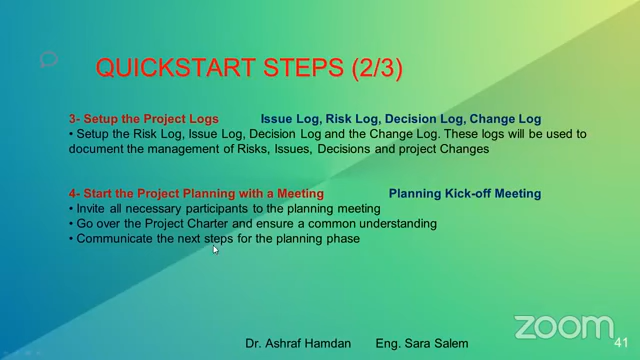 QUICKSTART STEPS (2/3)
3- Setup the Project Logs Issue Log, Risk Log, Decision Log, Change Log
• Setup the Risk Log, Issue Log, Decision Log and the Change Log. These logs will be used to
document the management of Risks, Issues, Decisions and project Changes
4- Start the Project Planning with a Meeting Planning Kick-off Meeting
• Invite all necessary participants to the planning meeting
• Go over the Project Charter and ensure a common understanding
• Communicate the next steps for the planning phase
zoom
Dr. Ashraf Hamdan Eng. Sara Salem 41